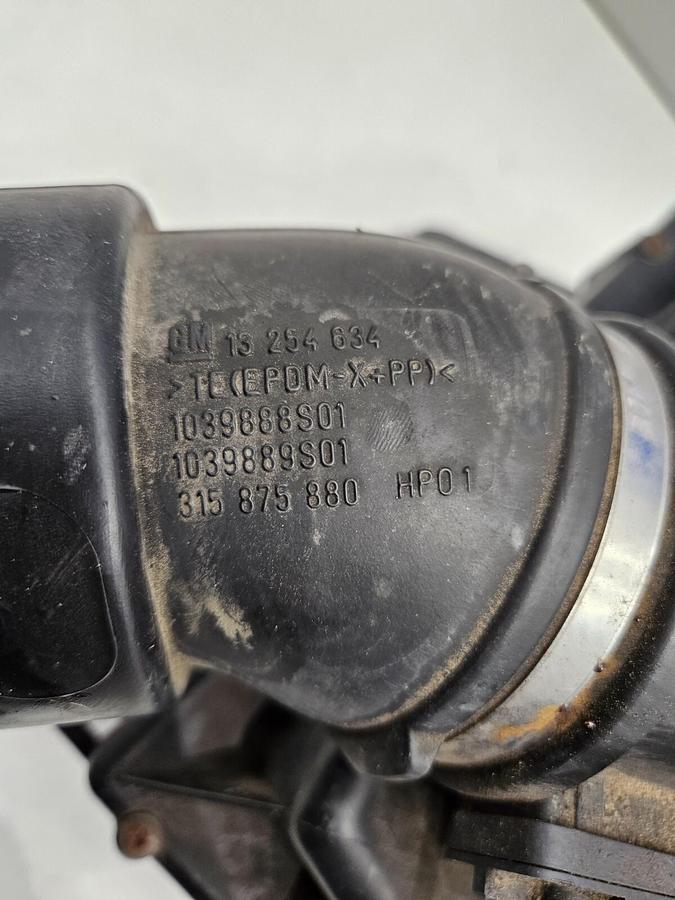 GM 13 254 634
>TE(EPDM-X+PP)<
1039888S01
1039889S01
315 875 880 HP01